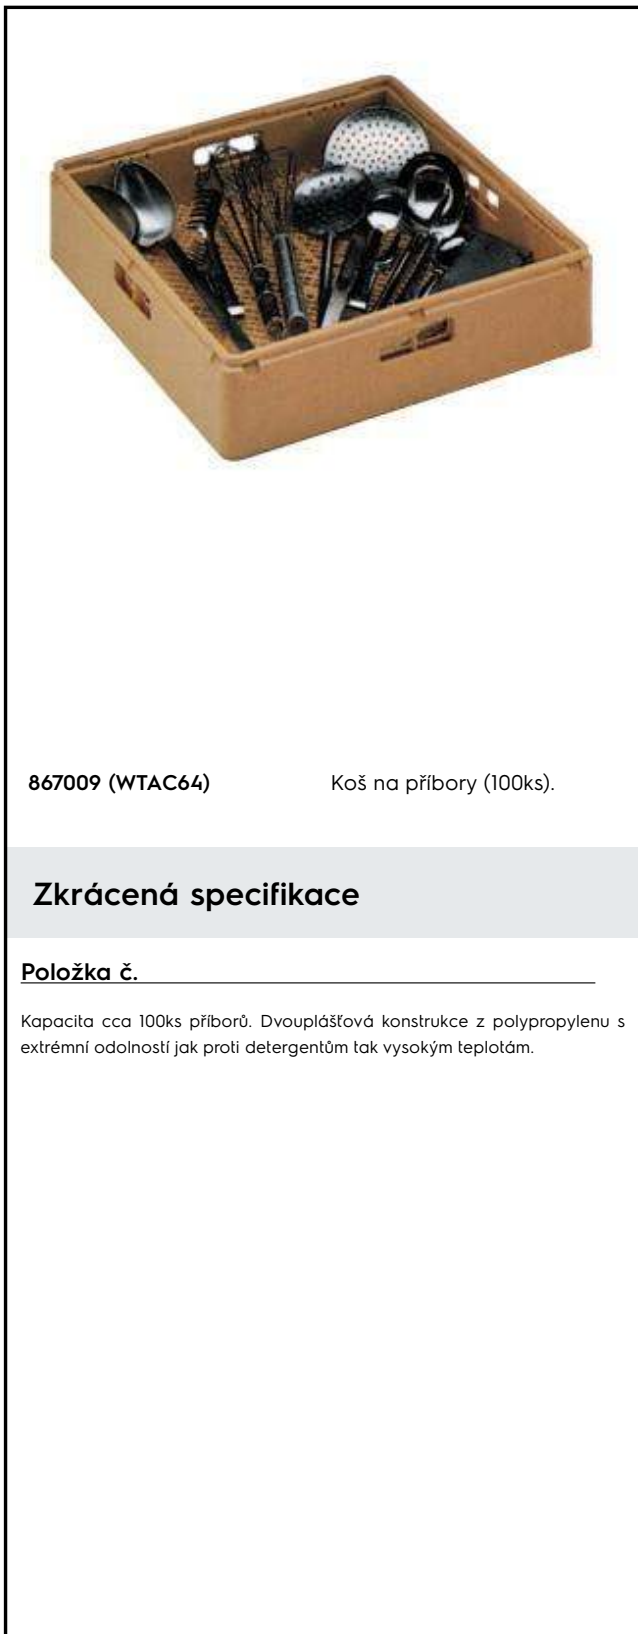 867009 (WTAC64) Koš na příbory (100ks).
Zkrácená specifikace
Položka č.
Kapacita cca 100ks příborů. Dvouplášťová konstrukce z polypropylenu s
extrémní odolností jak proti detergentům tak vysokým teplotám.